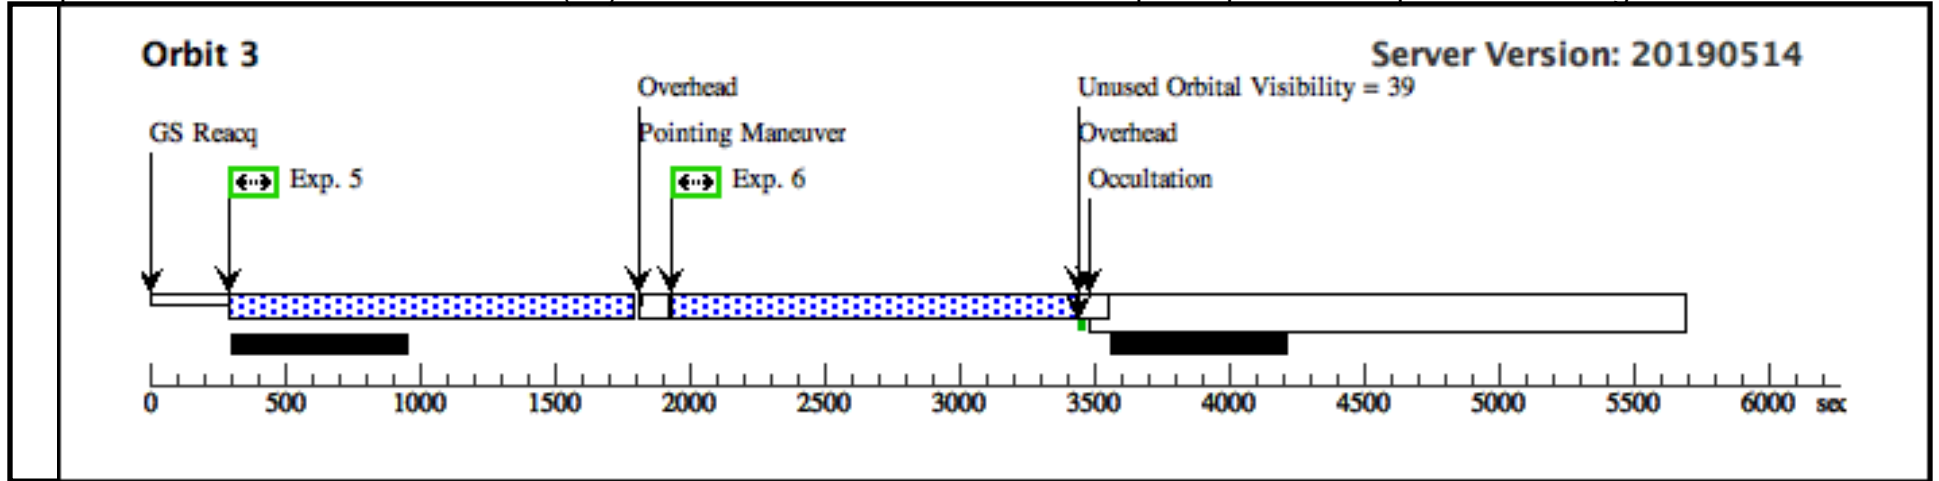 Orbit 3
Server Version: 20190514
Overhead
Unused Orbital Visibility = 39
GS Reacq
Pointing Maneuver
Overhead
Exp. 5
Exp. 6
Occultation
0 500 1000 1500 2000 2500 3000 3500 4000 4500 5000 5500 6000 sec